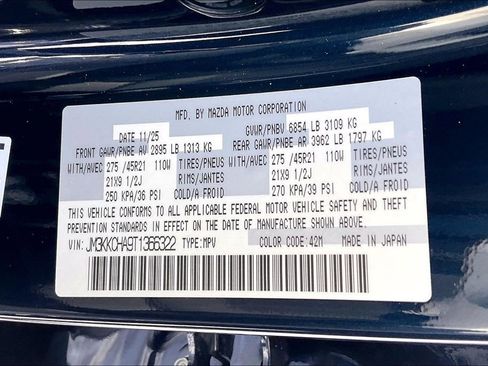 MFD. BY MAZDA MOTOR CORPORATION
DATE 11/25 GVWR/PNBV 6854 LB 3109 KG
FRONT GAWR/PNBE AV 2895 LB 1313 KG REAR GAWR/PNBE AR 3962 LB 1797 KG
WITH/AVEC 275 /45R21 110W WITH/AVEC 275 /45R21 110W
RIMS/JANTES 21X9 1/2J RIMS/JANTES 21X9 1/2J
250 KPA/36 PSI COLD/A FROID 270 KPA/39 PSI COLD/A FROID
THIS VEHICLE CONFORMS TO ALL APPLICABLE FEDERAL MOTOR VEHICLE SAFETY, BUMPER, AND THEFT
PREVENTION STANDARDS IN EFFECT ON THE DATE OF MANUFACTURE SHOWN ABOVE.
VIN: JM3KKCHA9T1366322 TYPE:MPV COLOR CODE:42M MADE IN JAPAN